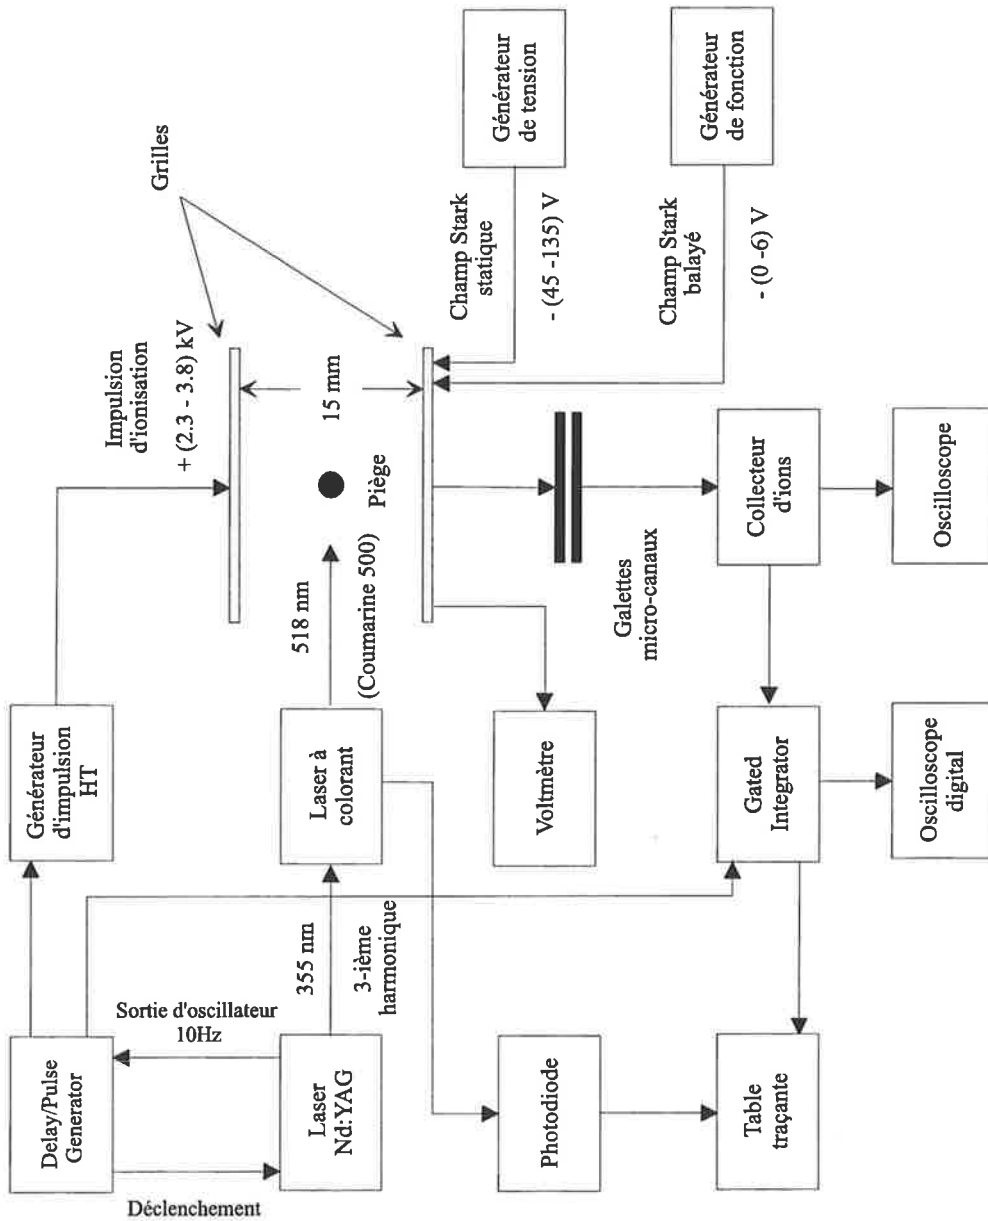 Delay/Pulse
Generator
Générateur
d'impulsion
HT
Impulsion
d'ionisation
+ (2.3 - 3.8) kV
Grilles
Sortie d'oscillateur
10Hz
Déclenchement
Laser
Nd:YAG
355 nm
3-ième
harmonique
Laser à
colorant
518 nm
(Coumarine 500)
Piège
15 mm
Générateur
de tension
Champ Stark
statique
- (45 -135) V
Générateur
de fonction
Champ Stark
balayé
- (0 -6) V
Photodiode
Voltmètre
Galettes
micro-canaux
Table
traçante
Gated
Integrator
Collecteur
d'ions
Oscilloscope
digital
Oscilloscope